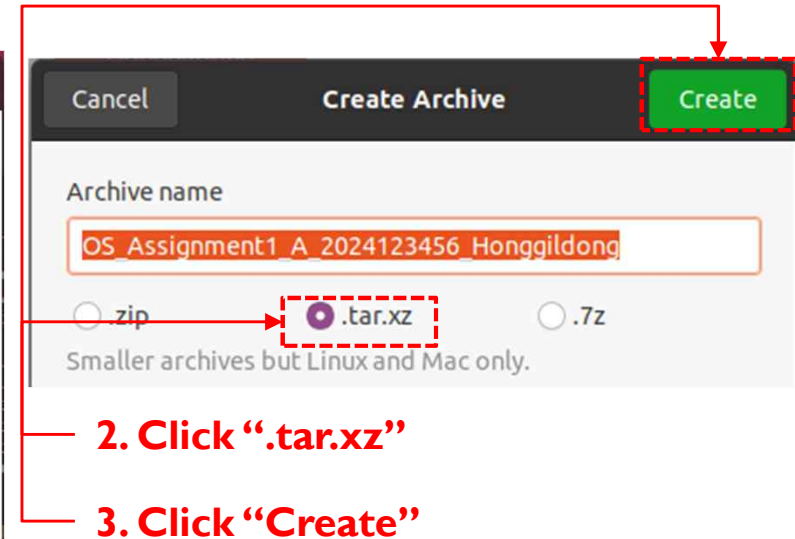 Cancel Create Archive Create
Archive name
OS_Assignment1_A_2024123456_Honggildong
.zip .tar.xz .7z
Smaller archives but Linux and Mac only.
2. Click “.tar.xz”
3. Click “Create”